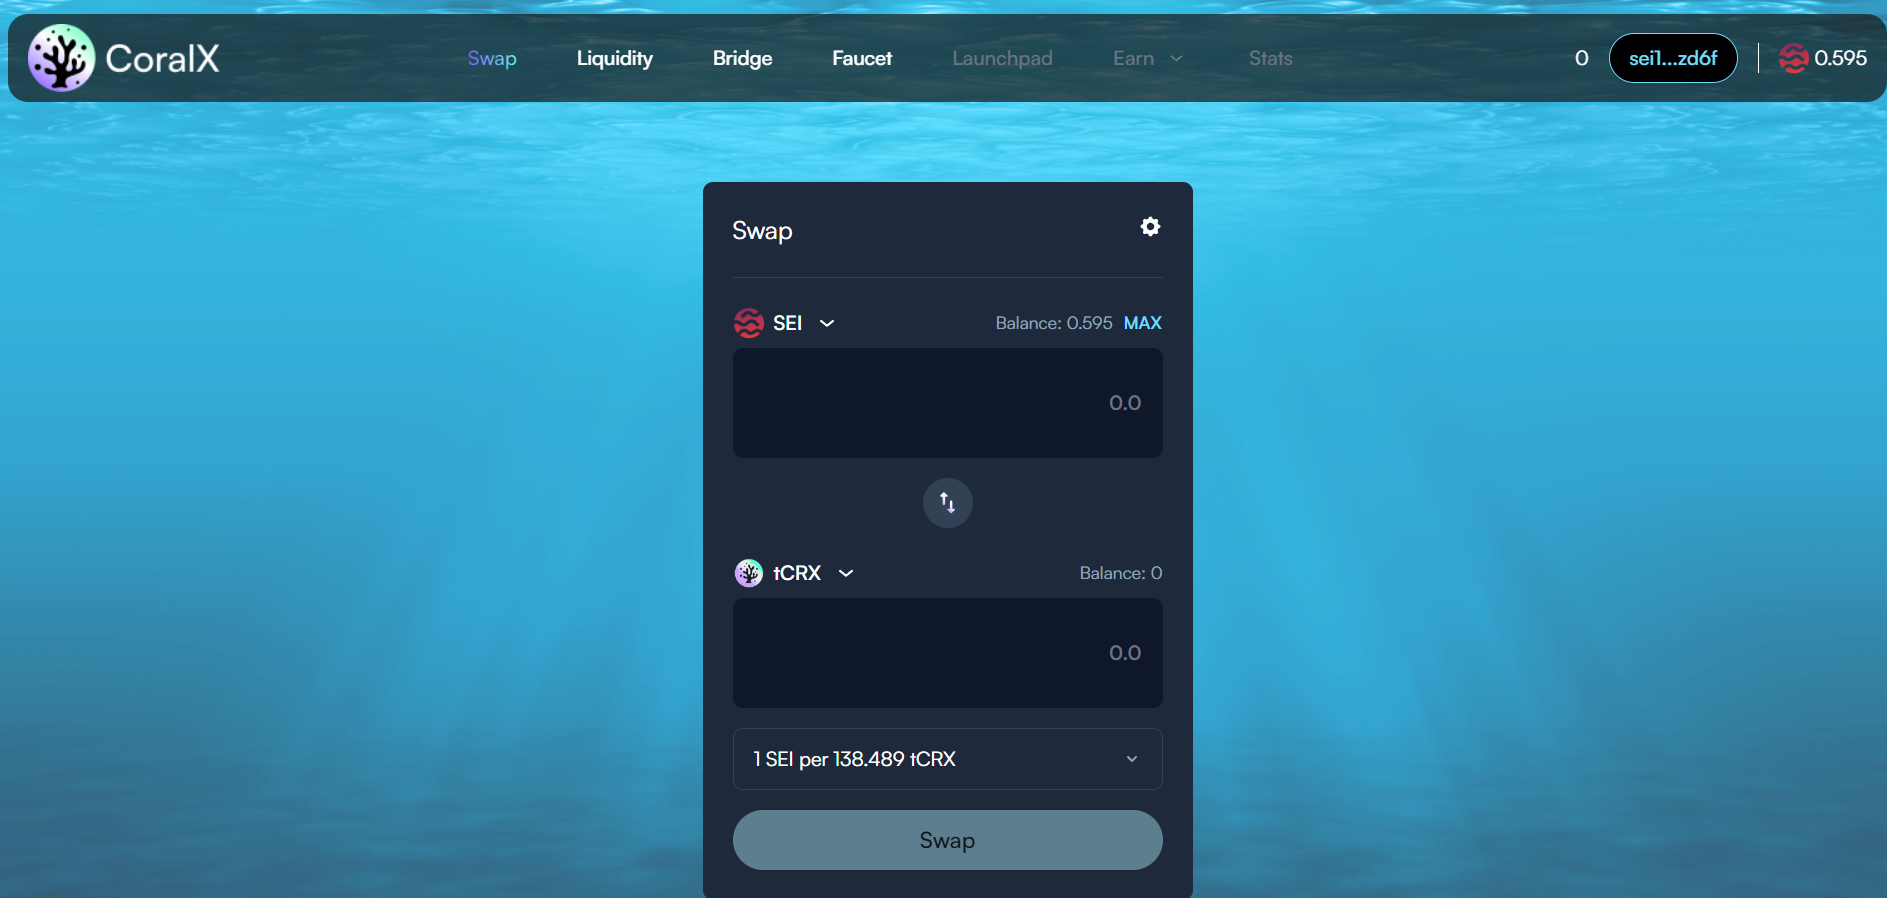 CoralX
Swap Liquidity Bridge Faucet Launchpad Earn Stats 0 sei1...zd6f 0.595
Swap
SEI Balance: 0.595 MAX
0.0
tCRX Balance: 0
0.0
1 SEI per 138.489 tCRX
Swap